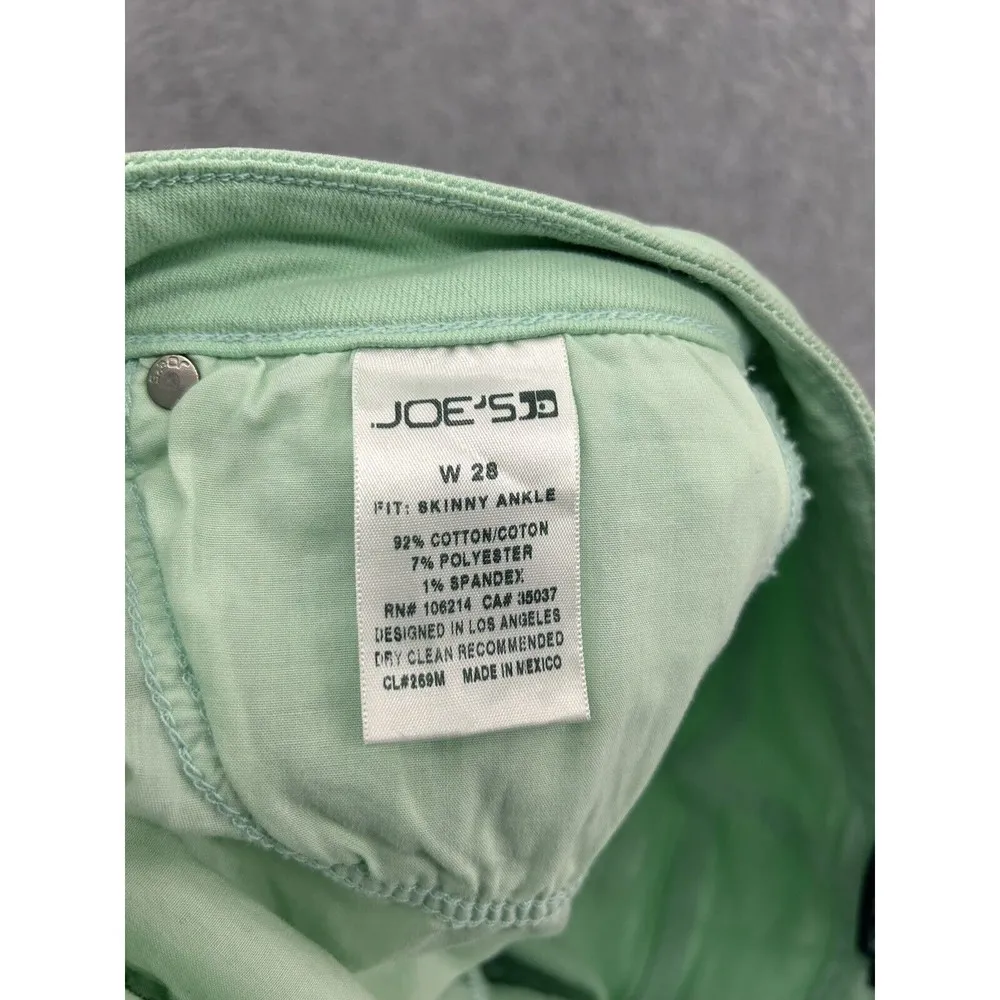 JOE'S JD
W 28
FIT: SKINNY ANKLE
92% COTTON/COTON
7% POLYESTER
1% SPANDEX
RN# 106214 CA# 35037
DESIGNED IN LOS ANGELES
DRY CLEAN RECOMMENDED
CL#269M MADE IN MEXICO